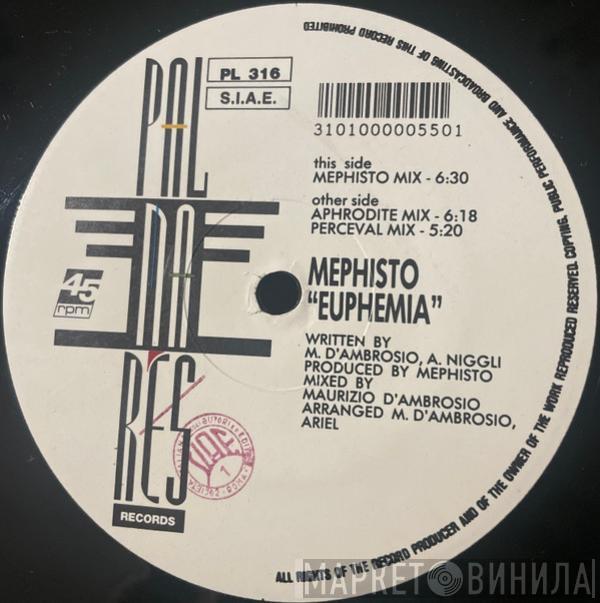 PAL
DA
RÉS
RECORDS
PL 316
S.I.A.E.
3101000005501
this side
MEPHISTO MIX - 6:30
other side
APHRODITE MIX - 6:18
PERCEVAL MIX - 5:20
45
rpm
MEPHISTO
"EUPHEMIA"
WRITTEN BY
M. D'AMBROSIO, A. NIGGLI
PRODUCED BY MEPHISTO
MIXED BY
MAURIZIO D'AMBROSIO
ARRANGED M. D'AMBROSIO,
ARIEL
ALL RIGHTS OF THE RECORD PRODUCER AND OF THE OWNER OF THE WORK REPRODUCED RESERVED. COPYING, PUBLIC PERFORMANCE AND BROADCASTING OF THIS RECORD PROHIBITED
1
ROMA
МАРКЕТ ВИНИЛА